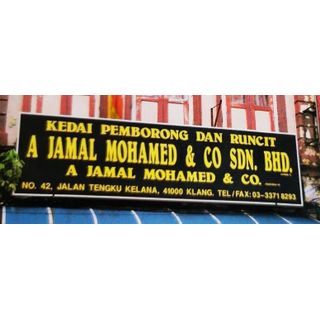 KEDAI PEMBORONG DAN RUNCIT
A JAMAL MOHAMED & CO SDN. BHD.
A JAMAL MOHAMED & CO.
NO. 42, JALAN TENGKU KELANA, 41000 KLANG. TEL/FAX: 03-3371 8293